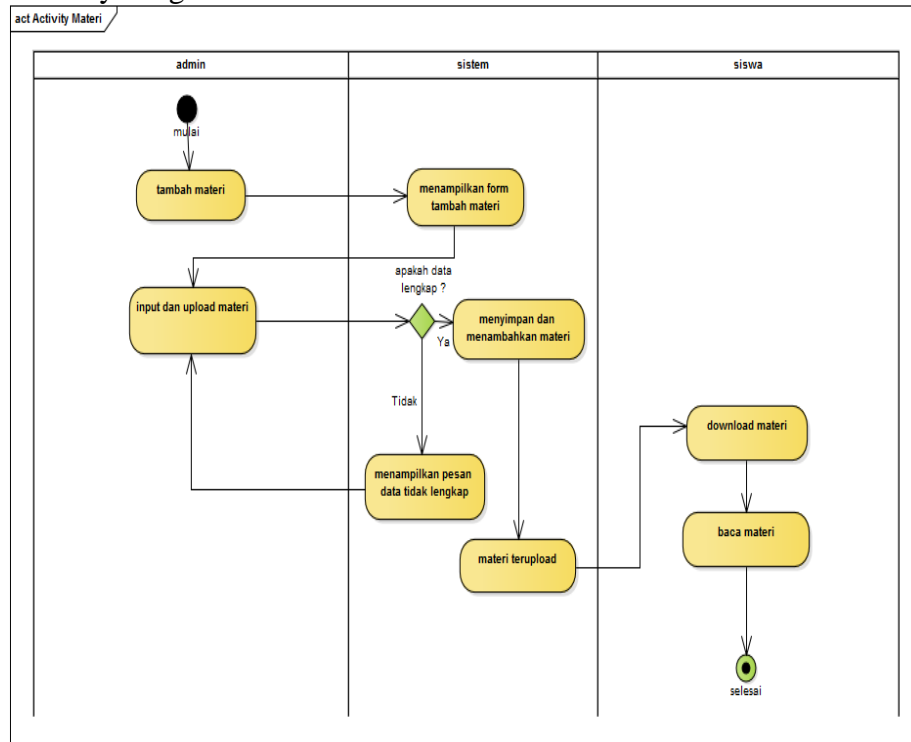 act Activity Materi
admin
sistem
siswa
mulai
tambah materi
menampilkan form
tambah materi
apakah data
lengkap ?
input dan upload materi
menyimpan dan
menambahkan materi
Ya
Tidak
download materi
menampilkan pesan
data tidak lengkap
baca materi
materi terupload
selesai